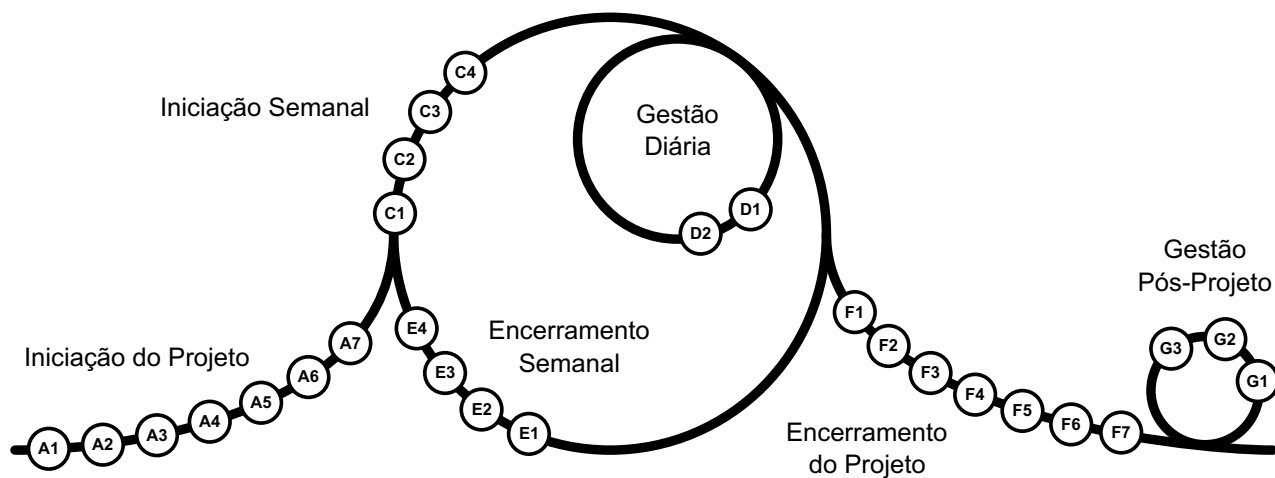 Iniciação Semanal
C4
C3
C2
C1
Gestão
Diária
D1
D2
Iniciação do Projeto
A1
A2
A3
A4
A5
A6
A7
Encerramento
Semanal
E4
E3
E2
E1
Encerramento
do Projeto
F1
F2
F3
F4
F5
F6
F7
Gestão
Pós-Projeto
G3
G2
G1